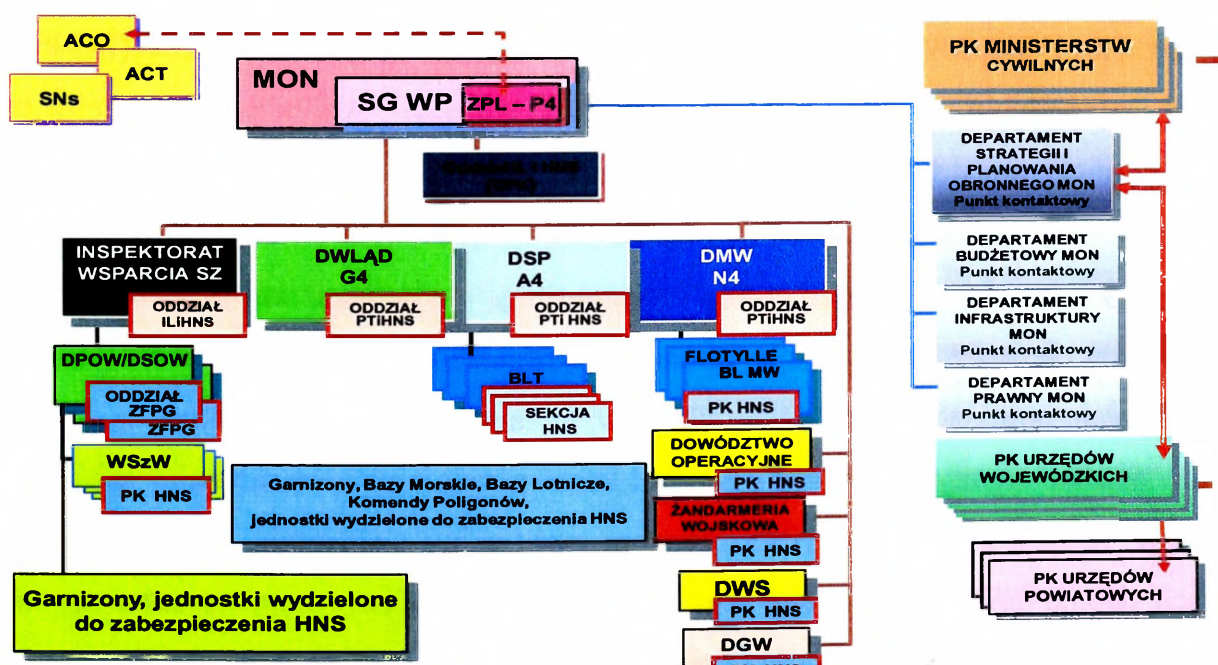 ACO
ACT
SNs
MON
SG WP
ZPL – P4
PK MINISTERSTW
CYWILNYCH
DEPARTAMENT
STRATEGII I
PLANOWANIA
OBRONNEGO MON
Punkt kontaktowy
DEPARTAMENT
BUDŻETOWY MON
Punkt kontaktowy
DEPARTAMENT
INFRASTRUKTURY
MON
Punkt kontaktowy
DEPARTAMENT
PRAWNY MON
Punkt kontaktowy
PK URZĘDÓW
WOJEWÓDZKICH
PK URZĘDÓW
POWIATOWYCH
INSPEKTORAT
WSPARCIA SZ
ODDZIAŁ
ILiHNS
DWLĄD
G4
ODDZIAŁ
PTiHNS
DSP
A4
ODDZIAŁ
PTi HNS
DMW
N4
ODDZIAŁ
PTiHNS
DPOW/DSOW
ODDZIAŁ
ZFPG
ZFPG
WSzW
PK HNS
BLT
SEKCJA
HNS
FLOTYLLE
BL MW
PK HNS
DOWÓDZTWO
OPERACYJNE
PK HNS
ŻANDARMERIA
WOJSKOWA
PK HNS
DWS
PK HNS
DGW
Garnizony, Bazy Morskie, Bazy Lotnicze,
Komendy Poligonów,
jednostki wydzielone do zabezpieczenia HNS
Garnizony, jednostki wydzielone
do zabezpieczenia HNS